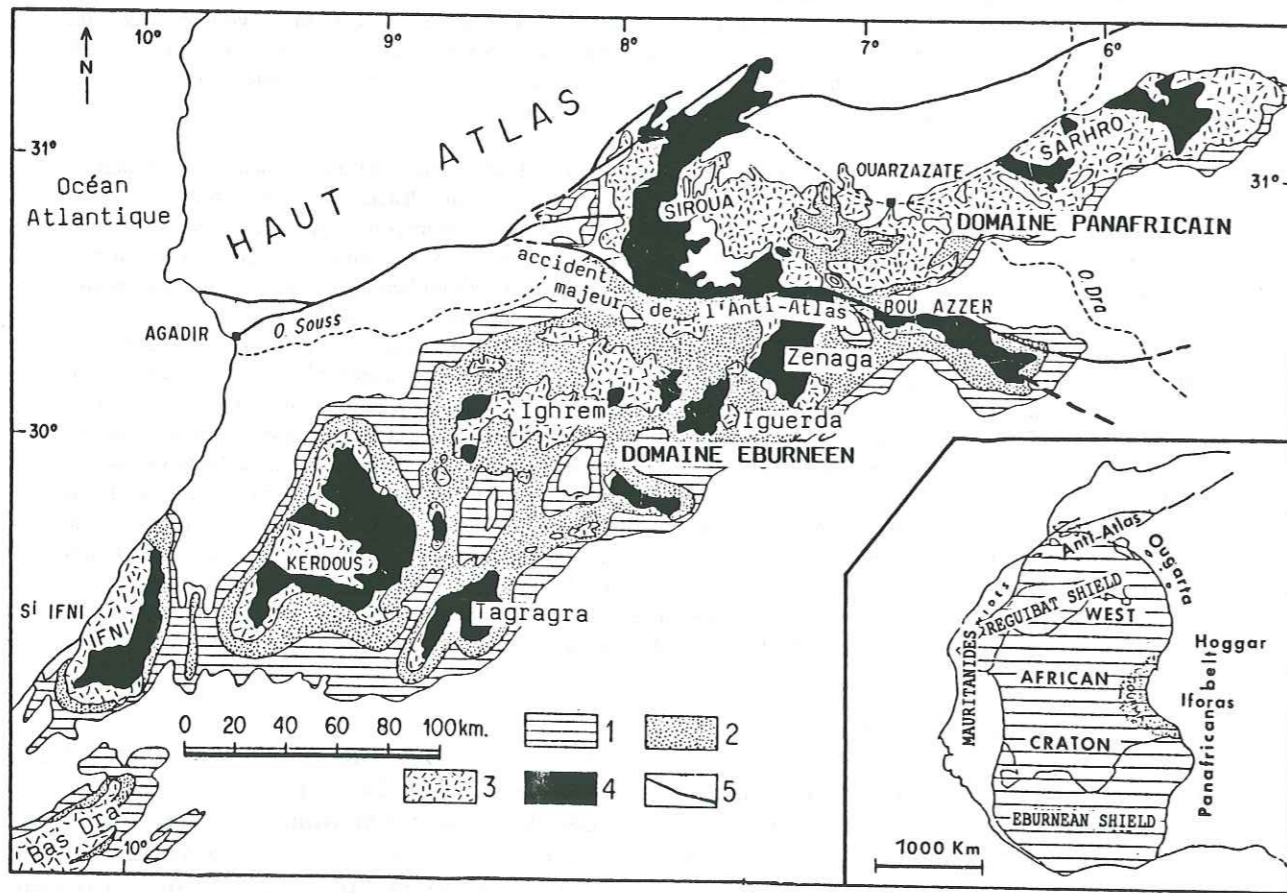 10°
8°
7°
6°
N
31°
Océan
Atlantique
HAUT ATLAS
SIROUA
OUARZAZATE
SARHRO
31°
DOMAINE PANAFRICAIN
accident
majeur de l'Anti-Atlas
BOU AZZER
O. Dra
AGADIR
O. Souss
Zenaga
30°
Ighrem
Iguerda
DOMAINE EBURNEEN
KERDOUS
Tagragra
Si IFNI
IFNI
0 20 40 60 80 100km.
1
2
3
4
5
Bas Dra
10°
Anti-Atlas
Ougarta
REGUIBAT SHIELD
WEST
Hoggar
AFRICAN
Iforas
MAURITANIDES
CRATON
Panafrican belt
EBURNEAN SHIELD
1000 Km